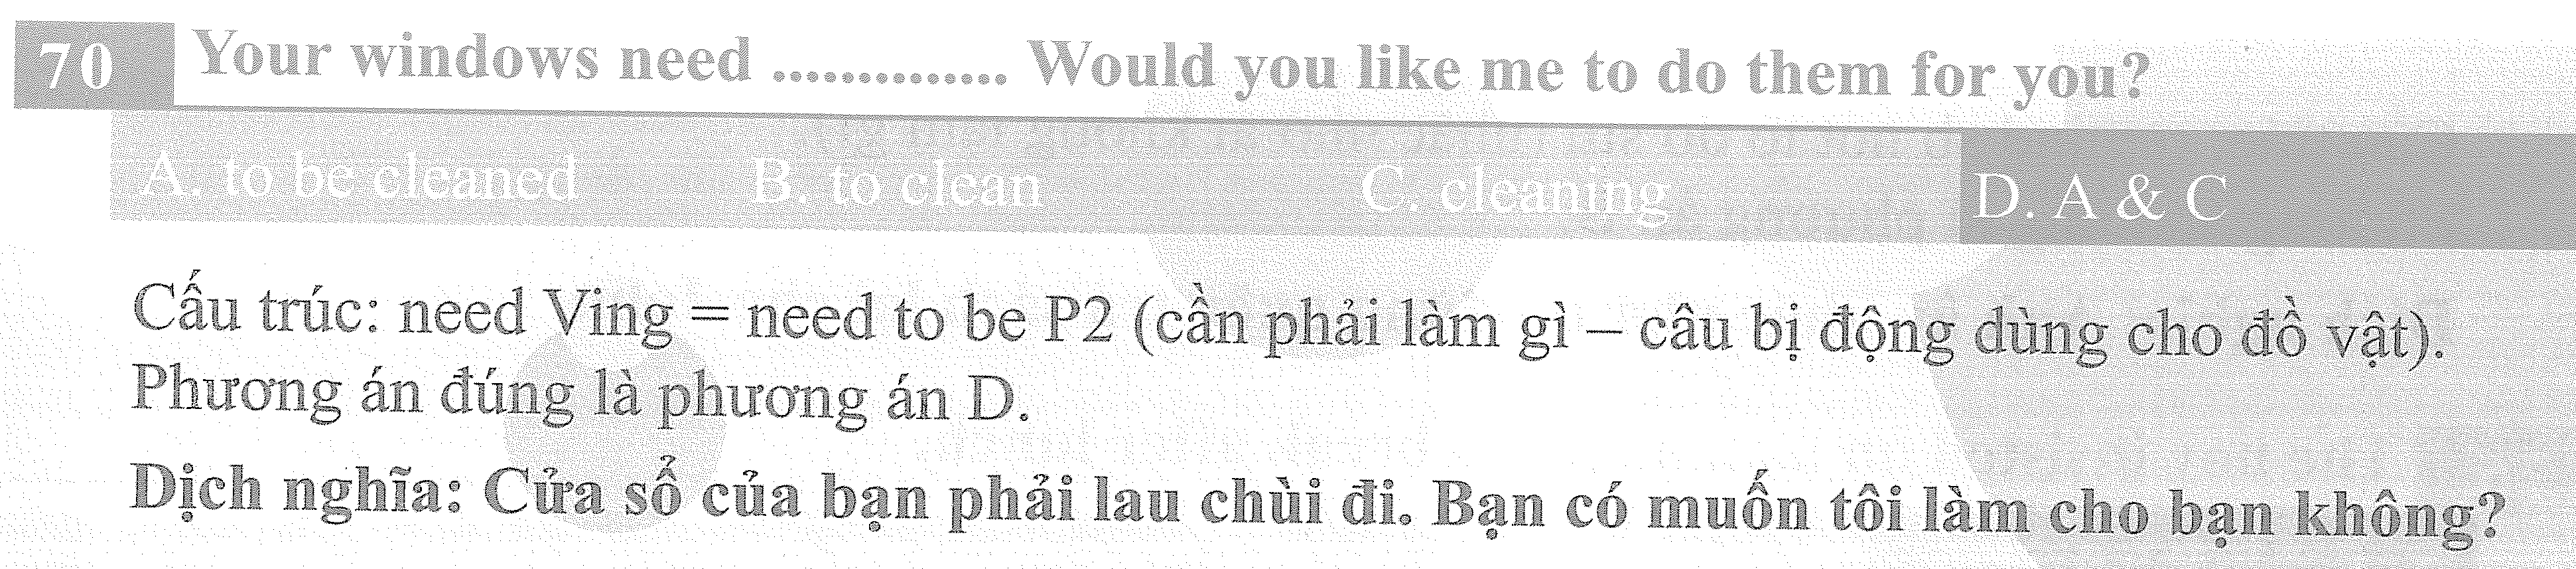 70 Your windows need .............. Would you like me to do them for you?
A. to be cleaned B. to clean C. cleaning D. A & C
Cấu trúc: need Ving = need to be P2 (cần phải làm gì – câu bị động dùng cho đồ vật).
Phương án đúng là phương án D.
Dịch nghĩa: Cửa sổ của bạn phải lau chùi đi. Bạn có muốn tôi làm cho bạn không?